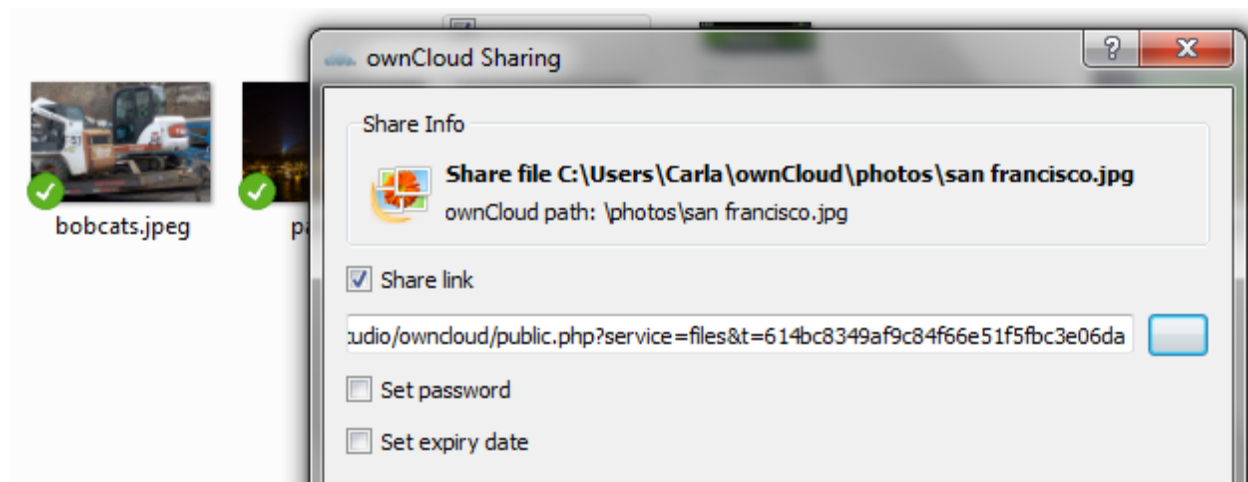 ownCloud Sharing
Share Info
Share file C:\Users\Carla\ownCloud\photos\san francisco.jpg
ownCloud path: \photos\san francisco.jpg
bobcats.jpeg
Share link
/owncloud/public.php?service=files&t=614bc8349af9c84f66e51f5fbc3e06da
Set password
Set expiry date